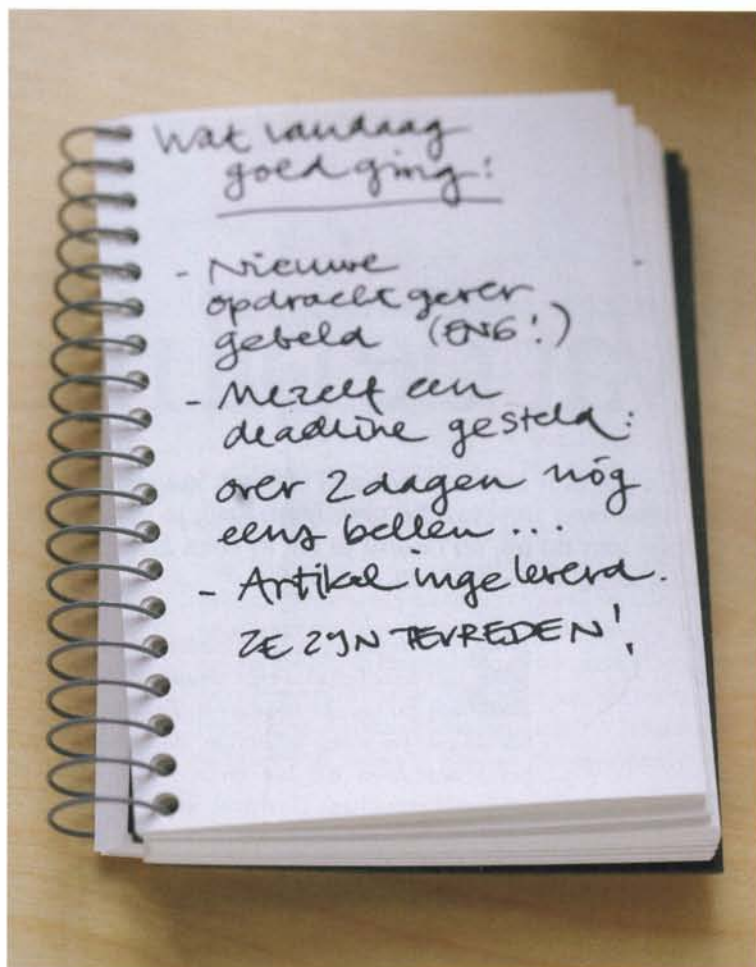 Wat vandaag
goed ging:
- Nieuwe
opdrachtgever
gebeld (ENG!)
- Mezelf een
deadline gesteld:
over 2 dagen nóg
eens bellen ...
- Artikel ingeleverd.
ZE ZIJN TEVREDEN!